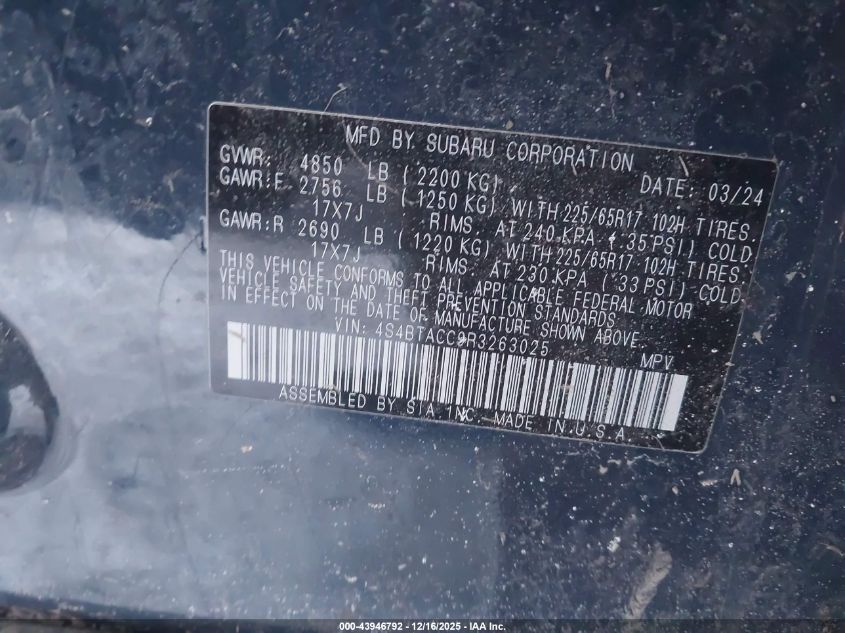 MFD BY SUBARU CORPORATION
GVWR: 4850 LB (2200 KG) DATE: 03/24
GAWR:F 2756 LB (1250 KG) WITH 225/65R17 102H TIRES.
17X7J RIMS. AT 240 KPA (35 PSI) COLD
GAWR:R 2690 LB (1220 KG) WITH 225/65R17 102H TIRES.
17X7J RIMS. AT 230 KPA (33 PSI) COLD.
THIS VEHICLE CONFORMS TO ALL APPLICABLE FEDERAL MOTOR
VEHICLE SAFETY AND THEFT PREVENTION STANDARDS
IN EFFECT ON THE DATE OF MANUFACTURE SHOWN ABOVE.
VIN: 4S4BTACC9R3263025 MPV
ASSEMBLED BY SIA,INC. MADE IN U.S.A.
000-43946792 - 12/16/2025 - IAA Inc.